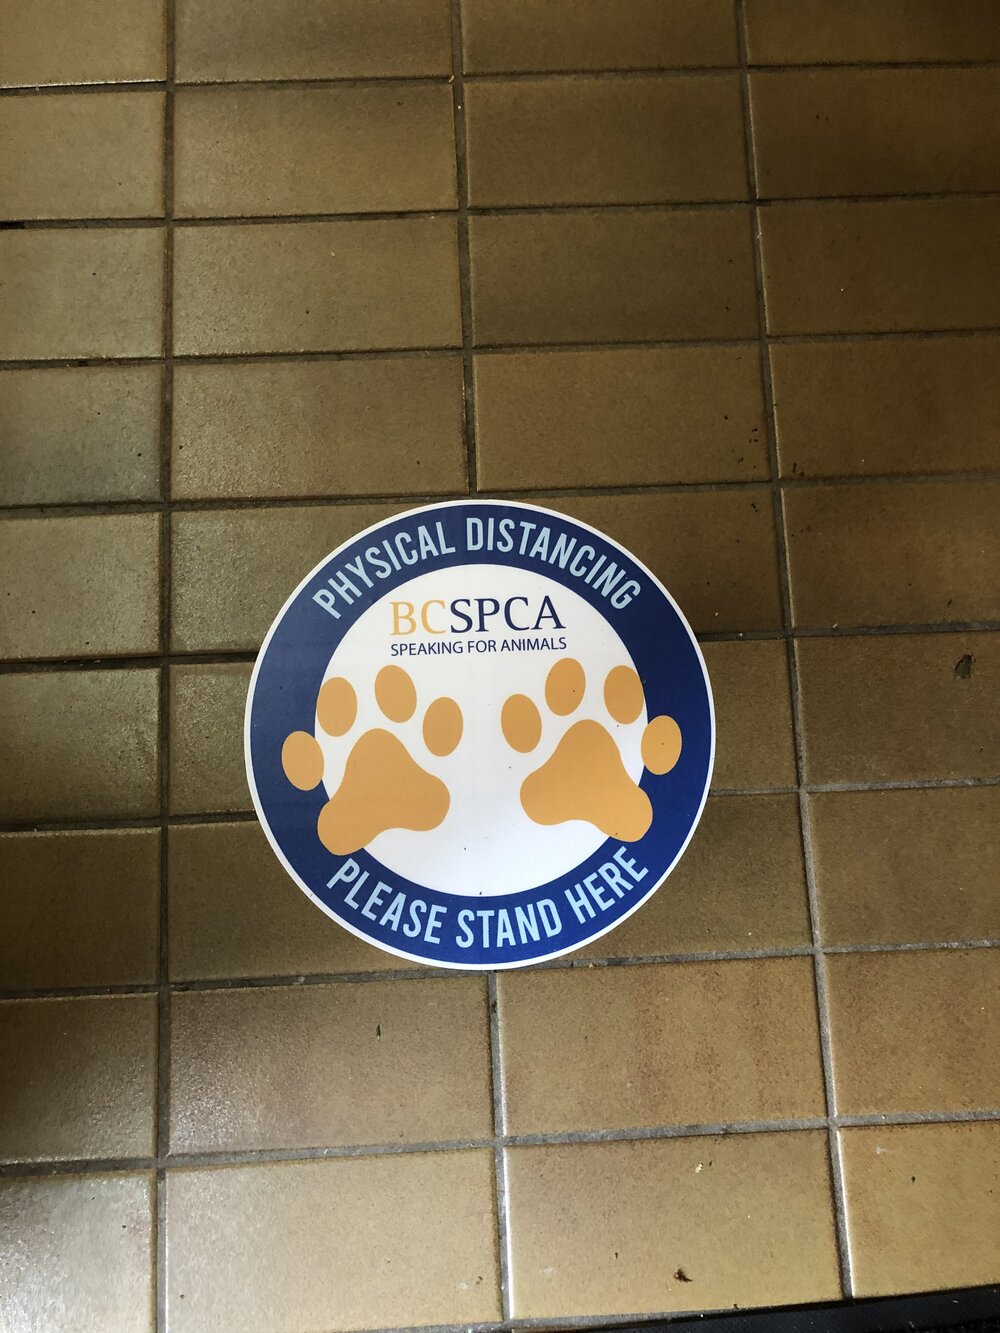 PHYSICAL DISTANCING
BCSPCA
SPEAKING FOR ANIMALS
PLEASE STAND HERE